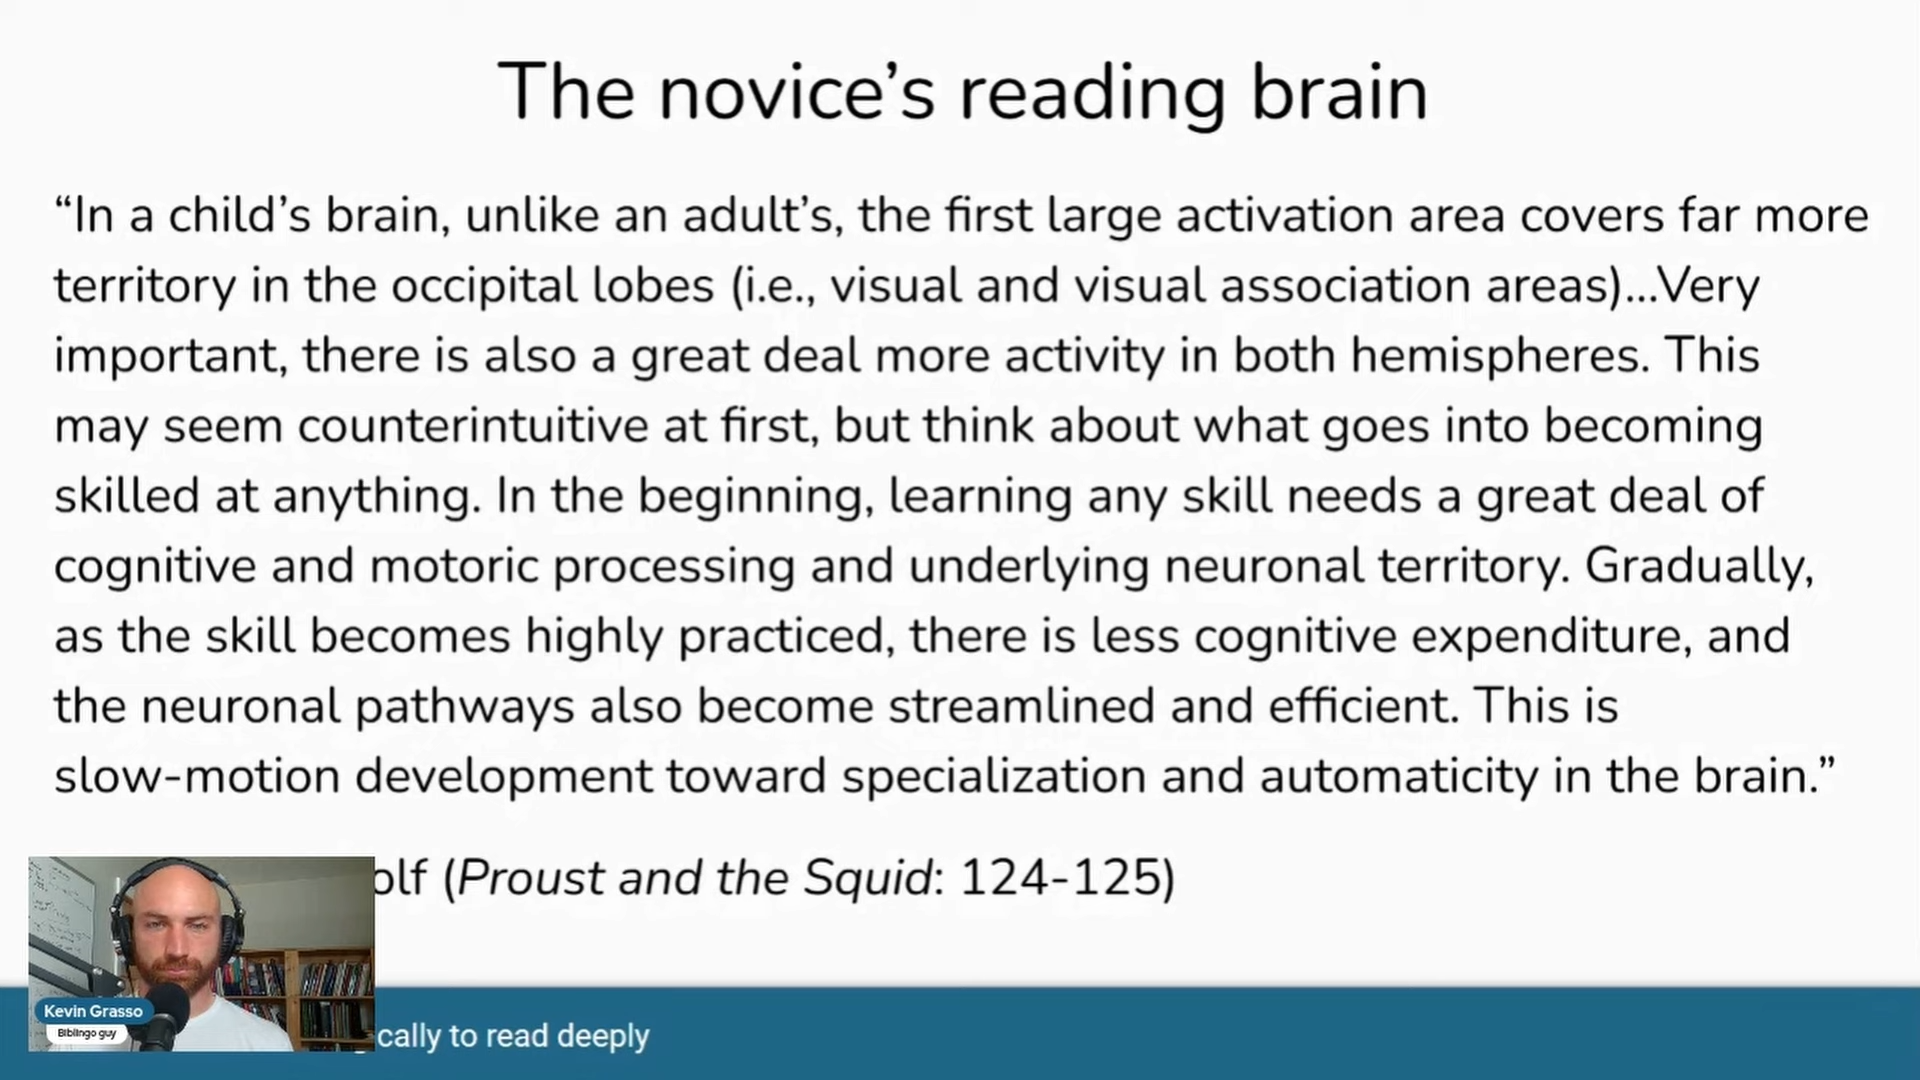 The novice’s reading brain
“In a child’s brain, unlike an adult’s, the first large activation area covers far more
territory in the occipital lobes (i.e., visual and visual association areas)...Very
important, there is also a great deal more activity in both hemispheres. This
may seem counterintuitive at first, but think about what goes into becoming
skilled at anything. In the beginning, learning any skill needs a great deal of
cognitive and motoric processing and underlying neuronal territory. Gradually,
as the skill becomes highly practiced, there is less cognitive expenditure, and
the neuronal pathways also become streamlined and efficient. This is
slow-motion development toward specialization and automaticity in the brain.”
olf (Proust and the Squid: 124-125)
Kevin Grasso
Biblingo guy
cally to read deeply